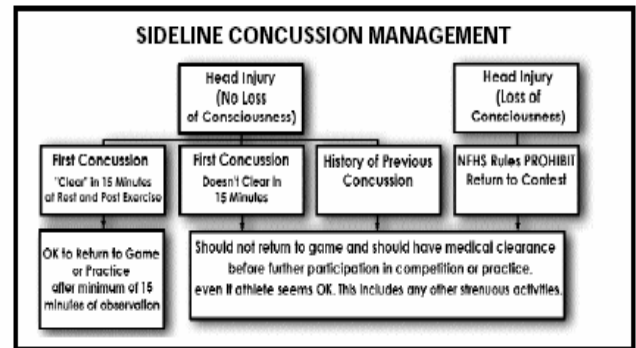 SIDELINE CONCUSSION MANAGEMENT
Head Injury
(No Loss
of Consciousness)
Head Injury
(Loss of
Consciousness)
First Concussion
"Clear" in 15 Minutes
at Rest and Post Exercise
First Concussion
Doesn't Clear in
15 Minutes
History of Previous
Concussion
NFHS Rules PROHIBIT
Return to Contest
OK to Return to Game
or Practice
after minimum of 15
minutes of observation
Should not return to game and should have medical clearance
before further participation in competition or practice.
even if athlete seems OK. This includes any other strenuous activities.